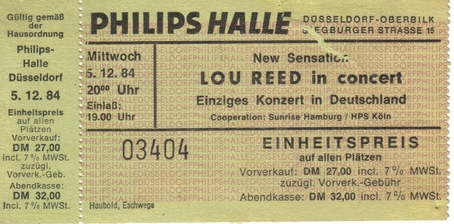 Gültig gemäß
der
Hausordnung
Philips-
Halle
Düsseldorf
5. 12. 84
Einheitspreis
auf allen
Plätzen
Vorverkauf:
DM 27,00
incl. 7% MWSt.
zuzügl.
Vorverk.-Geb.
Abendkasse:
DM 32,00
incl. 7% MWSt.
PHILIPS HALLE
DÜSSELDORF-OBERBILK
SIEGBURGER STRASSE 15
Mittwoch
5. 12. 84
20⁰⁰ Uhr
Einlaß:
19.00 Uhr
New Sensation
LOU REED in concert
Einziges Konzert in Deutschland
Cooperation: Sunrise Hamburg / HPS Köln
03404
Haubold, Eschwege
EINHEITSPREIS
auf allen Plätzen
Vorverkauf: DM 27,00 incl. 7% MWSt.
zuzügl. Vorverk.-Gebühr
Abendkasse: DM 32,00 incl. 7% MWSt.